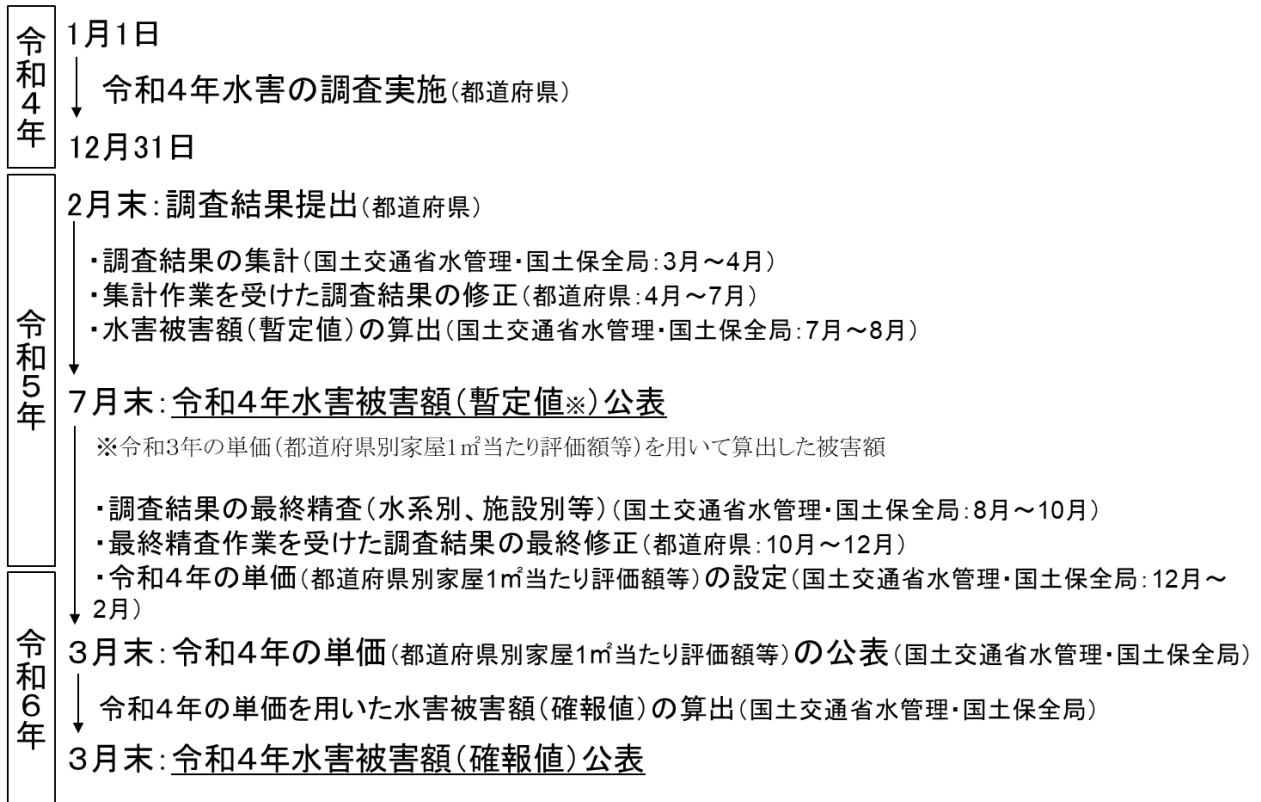 令和4年
1月1日
令和4年水害の調査実施(都道府県)
12月31日
令和5年
2月末:調査結果提出(都道府県)
・調査結果の集計(国土交通省水管理・国土保全局:3月～4月)
・集計作業を受けた調査結果の修正(都道府県:4月～7月)
・水害被害額(暫定値)の算出(国土交通省水管理・国土保全局:7月～8月)
7月末:令和4年水害被害額(暫定値※)公表
※令和3年の単価(都道府県別家屋1㎡当たり評価額等)を用いて算出した被害額
・調査結果の最終精査(水系別、施設別等)(国土交通省水管理・国土保全局:8月～10月)
・最終精査作業を受けた調査結果の最終修正(都道府県:10月～12月)
・令和4年の単価(都道府県別家屋1㎡当たり評価額等)の設定(国土交通省水管理・国土保全局:12月～
2月)
令和6年
3月末:令和4年の単価(都道府県別家屋1㎡当たり評価額等)の公表(国土交通省水管理・国土保全局)
令和4年の単価を用いた水害被害額(確報値)の算出(国土交通省水管理・国土保全局)
3月末:令和4年水害被害額(確報値)公表